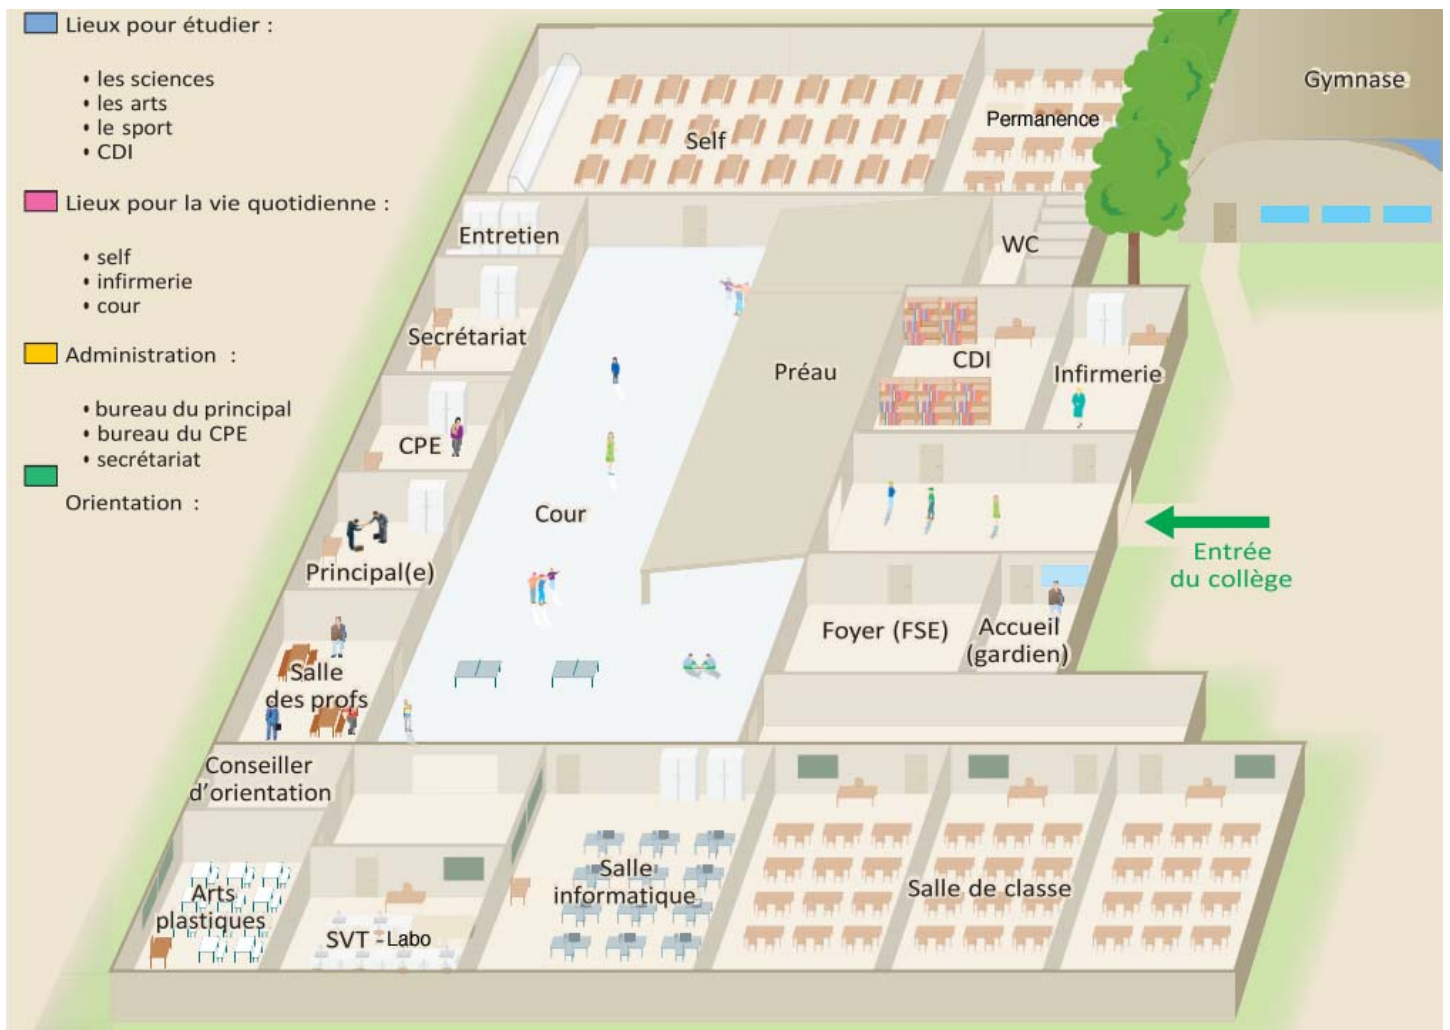 Lieux pour étudier :
• les sciences
• les arts
• le sport
• CDI
Lieux pour la vie quotidienne :
• self
• infirmerie
• cour
Administration :
• bureau du principal
• bureau du CPE
• secrétariat
Orientation :
Gymnase
Permanence
Self
Entretien
WC
Secrétariat
Préau
CDI
Infirmerie
CPE
Cour
Principal(e)
Entrée
du collège
Foyer (FSE)
Accueil
(gardien)
Salle
des profs
Conseiller
d'orientation
Arts
plastiques
SVT - Labo
Salle
informatique
Salle de classe